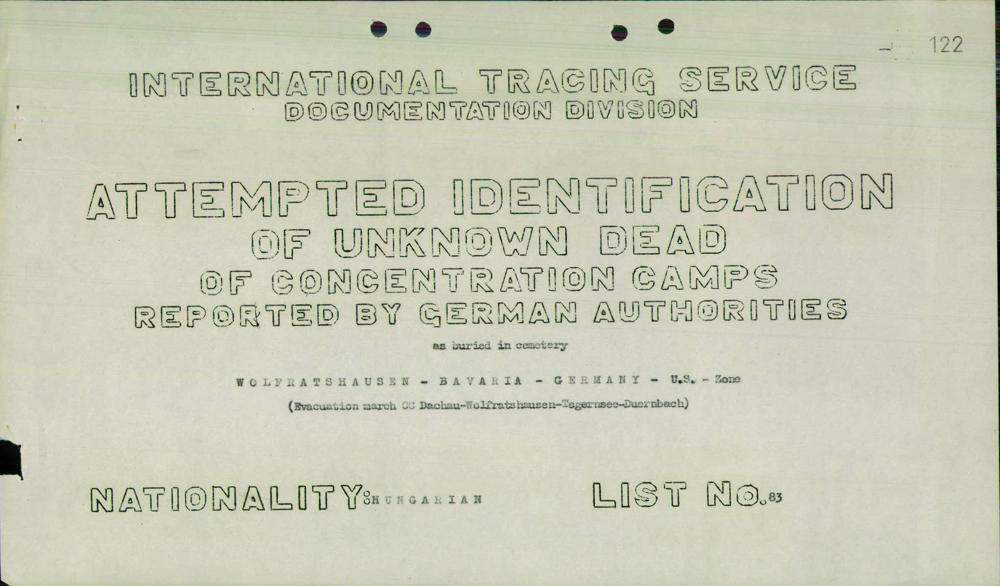 122
INTERNATIONAL TRACING SERVICE
DOCUMENTATION DIVISION
ATTEMPTED IDENTIFICATION
OF UNKNOWN DEAD
OF CONCENTRATION CAMPS
REPORTED BY GERMAN AUTHORITIES
as buried in cemetery
WOLFRATSHAUSEN - BAVARIA - GERMANY - U.S. - Zone
(Evacuation march CC Dachau-Wolfratshausen-Tegernsee-Duernbach)
NATIONALITY: HUNGARIAN LIST No. 83